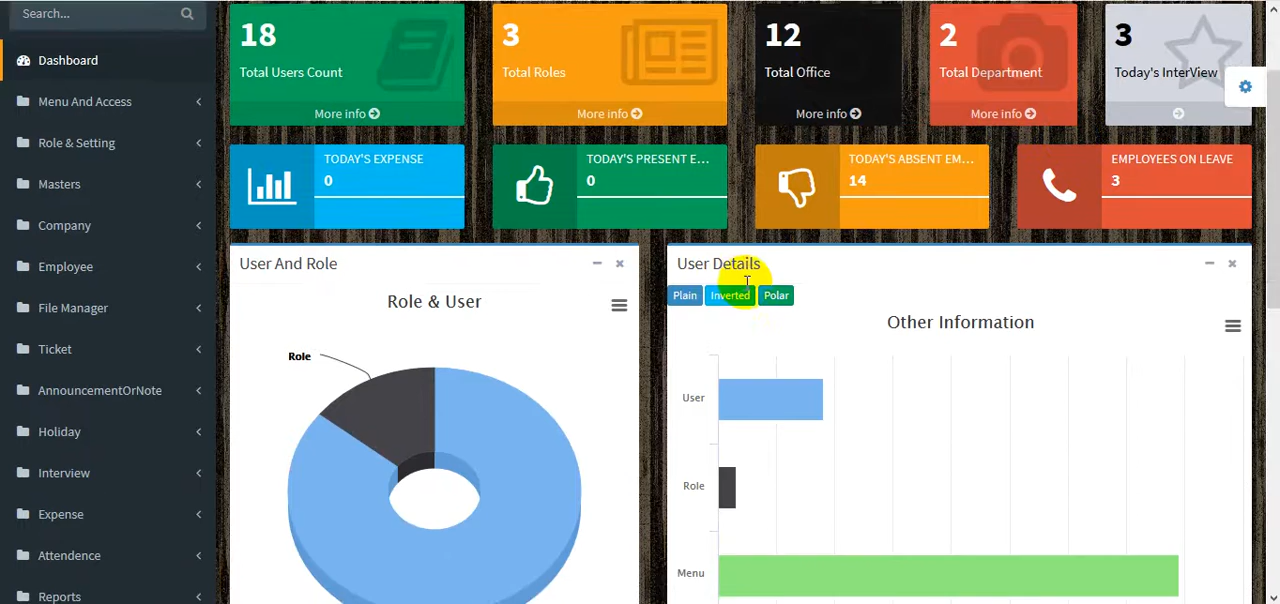 Search...
Dashboard
Menu And Access
Role & Setting
Masters
Company
Employee
File Manager
Ticket
AnnouncementOrNote
Holiday
Interview
Expense
Attendence
Reports
18
Total Users Count
More info
3
Total Roles
More info
12
Total Office
More info
2
Total Department
More info
3
Today's InterView
TODAY'S EXPENSE
0
TODAY'S PRESENT E...
0
TODAY'S ABSENT EM...
14
EMPLOYEES ON LEAVE
3
User And Role
Role & User
Role
User Details
Plain Inverted Polar
Other Information
User
Role
Menu